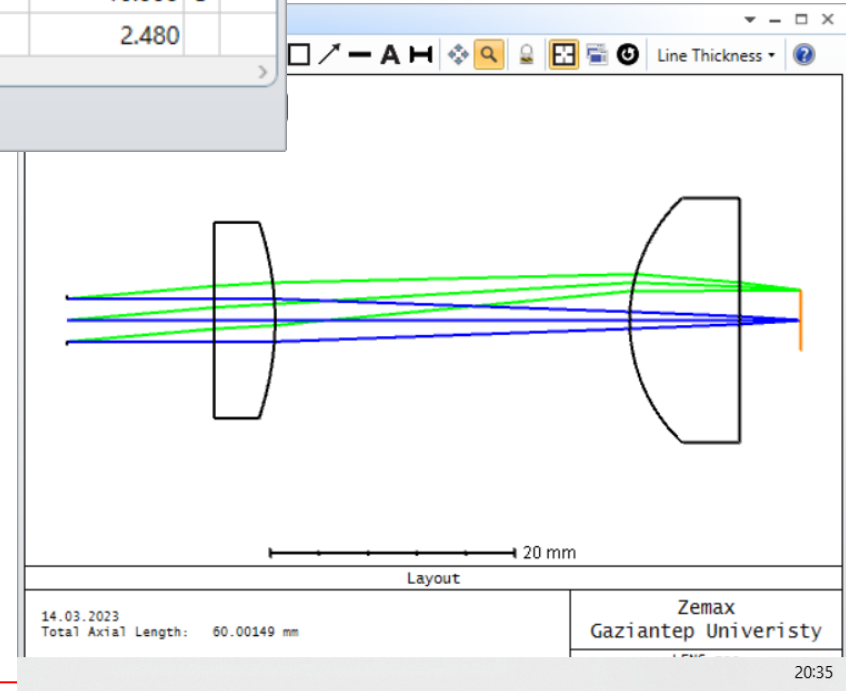 2.480
A
Line Thickness
20 mm
Layout
14.03.2023
Total Axial Length: 60.00149 mm
Zemax
Gaziantep Univeristy
20:35